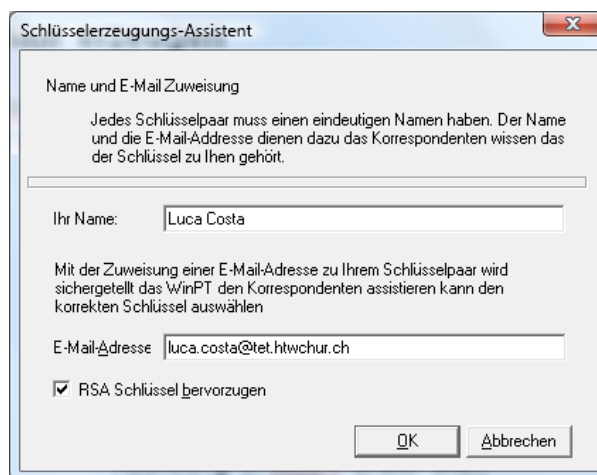 Schlüsselerzeugungs-Assistent
Name und E-Mail Zuweisung
Jedes Schlüsselpaar muss einen eindeutigen Namen haben. Der Name
und die E-Mail-Addresse dienen dazu das Korrespondenten wissen das
der Schlüssel zu Ihen gehört.
Ihr Name: Luca Costa
Mit der Zuweisung einer E-Mail-Adresse zu Ihrem Schlüsselpaar wird
sichergetellt das WinPT den Korrespondenten assistieren kann den
korrekten Schlüssel auswählen
E-Mail-Adresse luca.costa@tet.htwchur.ch
RSA Schlüssel bervorzugen
OK Abbrechen